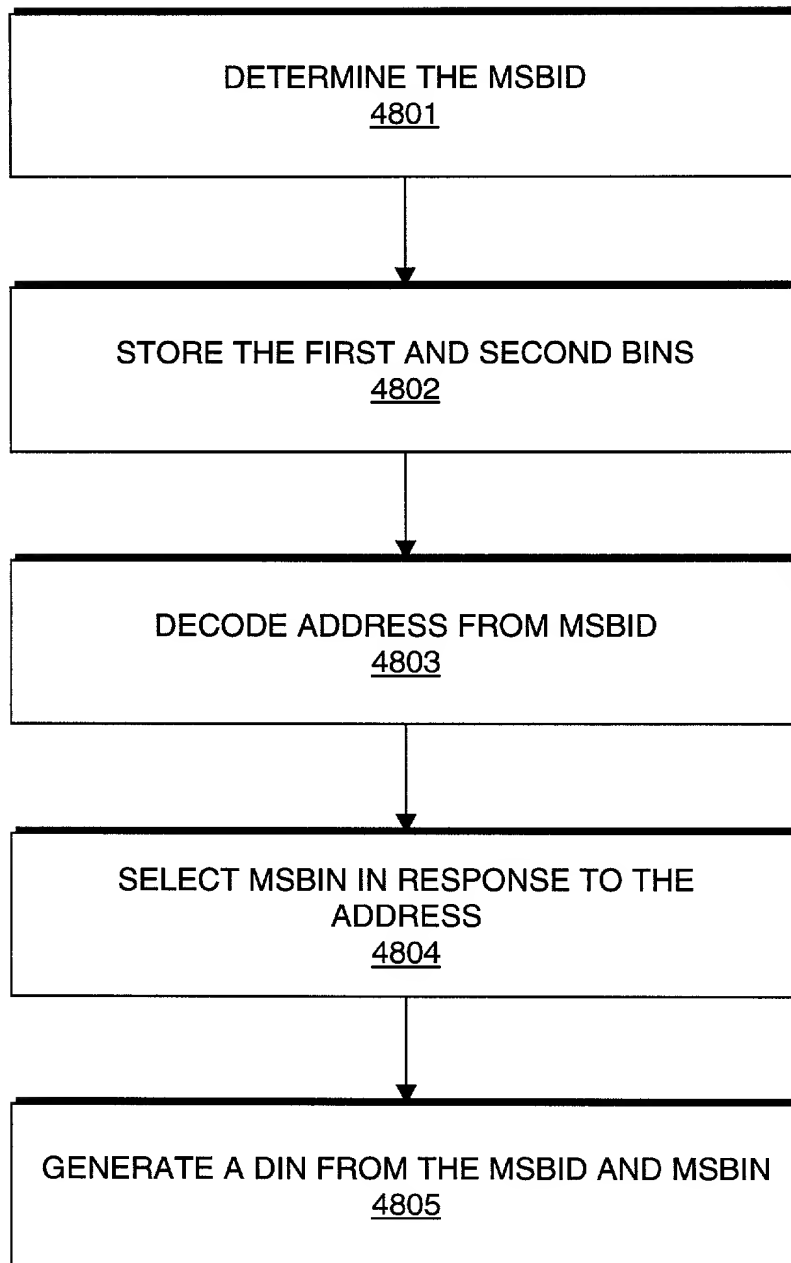 DETERMINE THE MSBID
4801
STORE THE FIRST AND SECOND BINS
4802
DECODE ADDRESS FROM MSBID
4803
SELECT MSBIN IN RESPONSE TO THE
ADDRESS
4804
GENERATE A DIN FROM THE MSBID AND MSBIN
4805